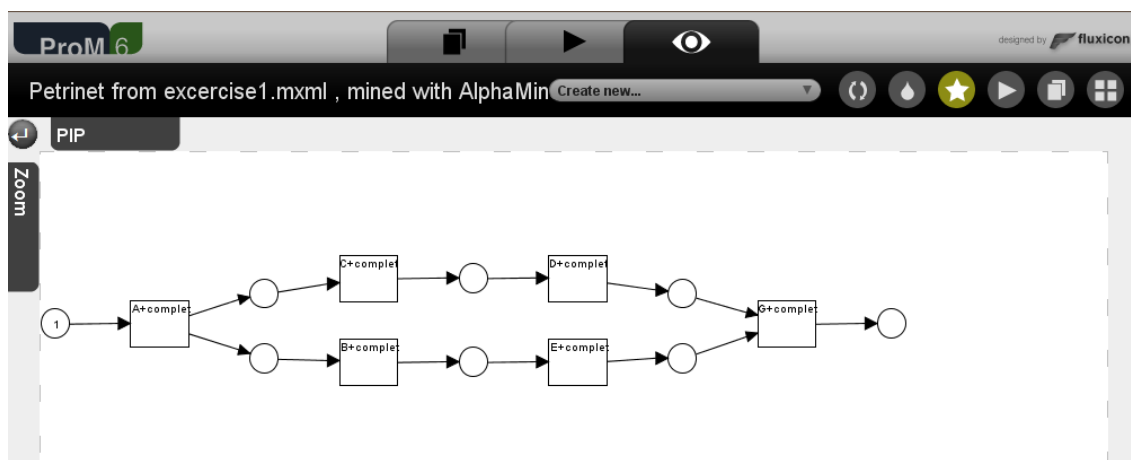 ProM 6
designed by fluxicon
Petrinet from excercise1.mxml , mined with AlphaMin
Create new...
PIP
Zoom
C+complet
D+complet
A+complet
G+complet
1
B+complet
E+complet